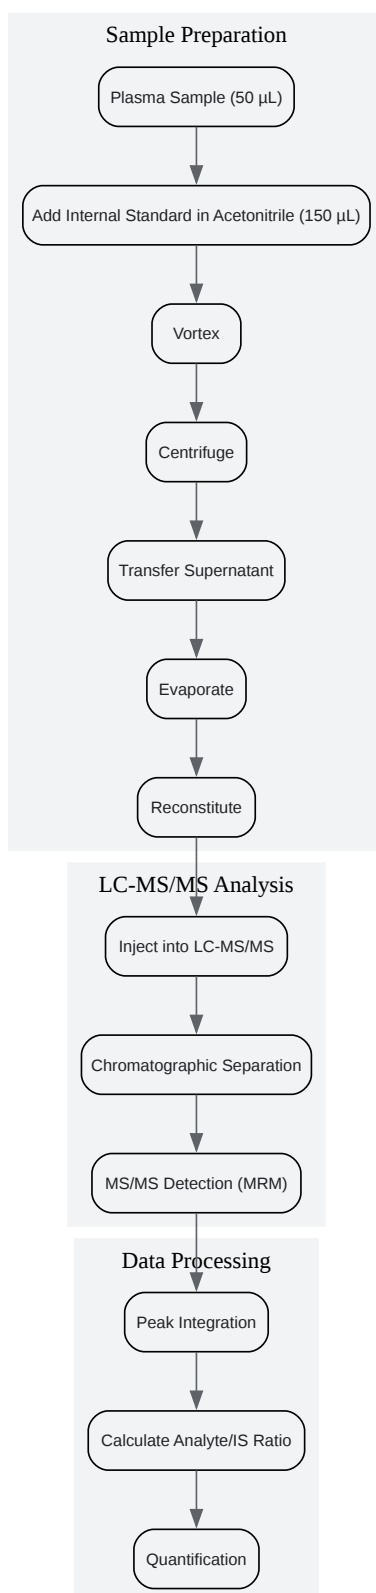 Sample Preparation
Plasma Sample (50 µL)
Add Internal Standard in Acetonitrile (150 µL)
Vortex
Centrifuge
Transfer Supernatant
Evaporate
Reconstitute
LC-MS/MS Analysis
Inject into LC-MS/MS
Chromatographic Separation
MS/MS Detection (MRM)
Data Processing
Peak Integration
Calculate Analyte/IS Ratio
Quantification